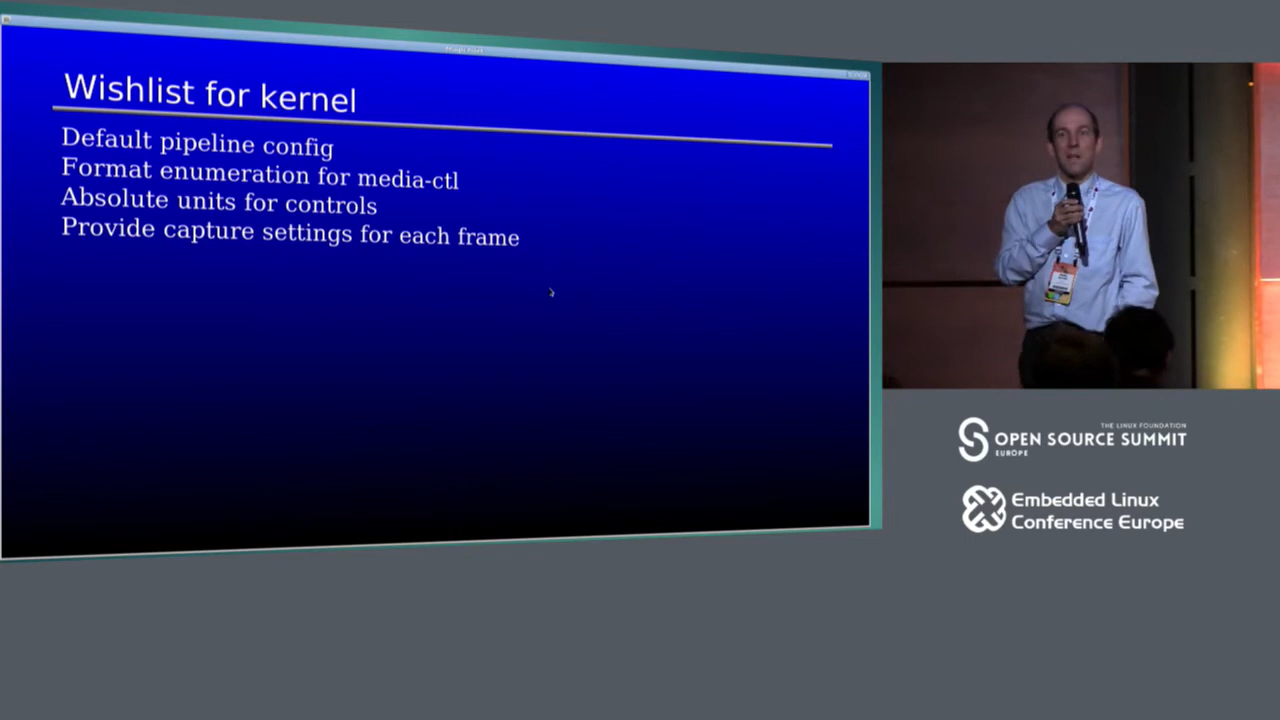 Wishlist for kernel
Default pipeline config
Format enumeration for media-ctl
Absolute units for controls
Provide capture settings for each frame
THE LINUX FOUNDATION
OPEN SOURCE SUMMIT
EUROPE
Embedded Linux
Conference Europe